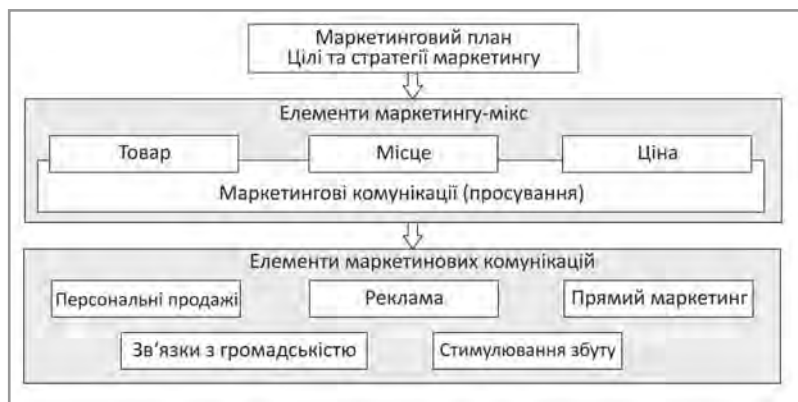 Маркетинговий план
Цілі та стратегії маркетингу
Елементи маркетингу-мікс
Товар
Місце
Ціна
Маркетингові комунікації (просування)
Елементи маркетинових комунікацій
Персональні продажі
Реклама
Прямий маркетинг
Зв‘язки з громадськістю
Стимулювання збуту